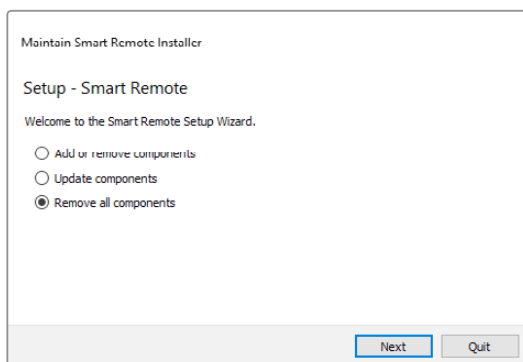 Maintain Smart Remote Installer
Setup - Smart Remote
Welcome to the Smart Remote Setup Wizard.
Add or remove components
Update components
Remove all components
Next Quit